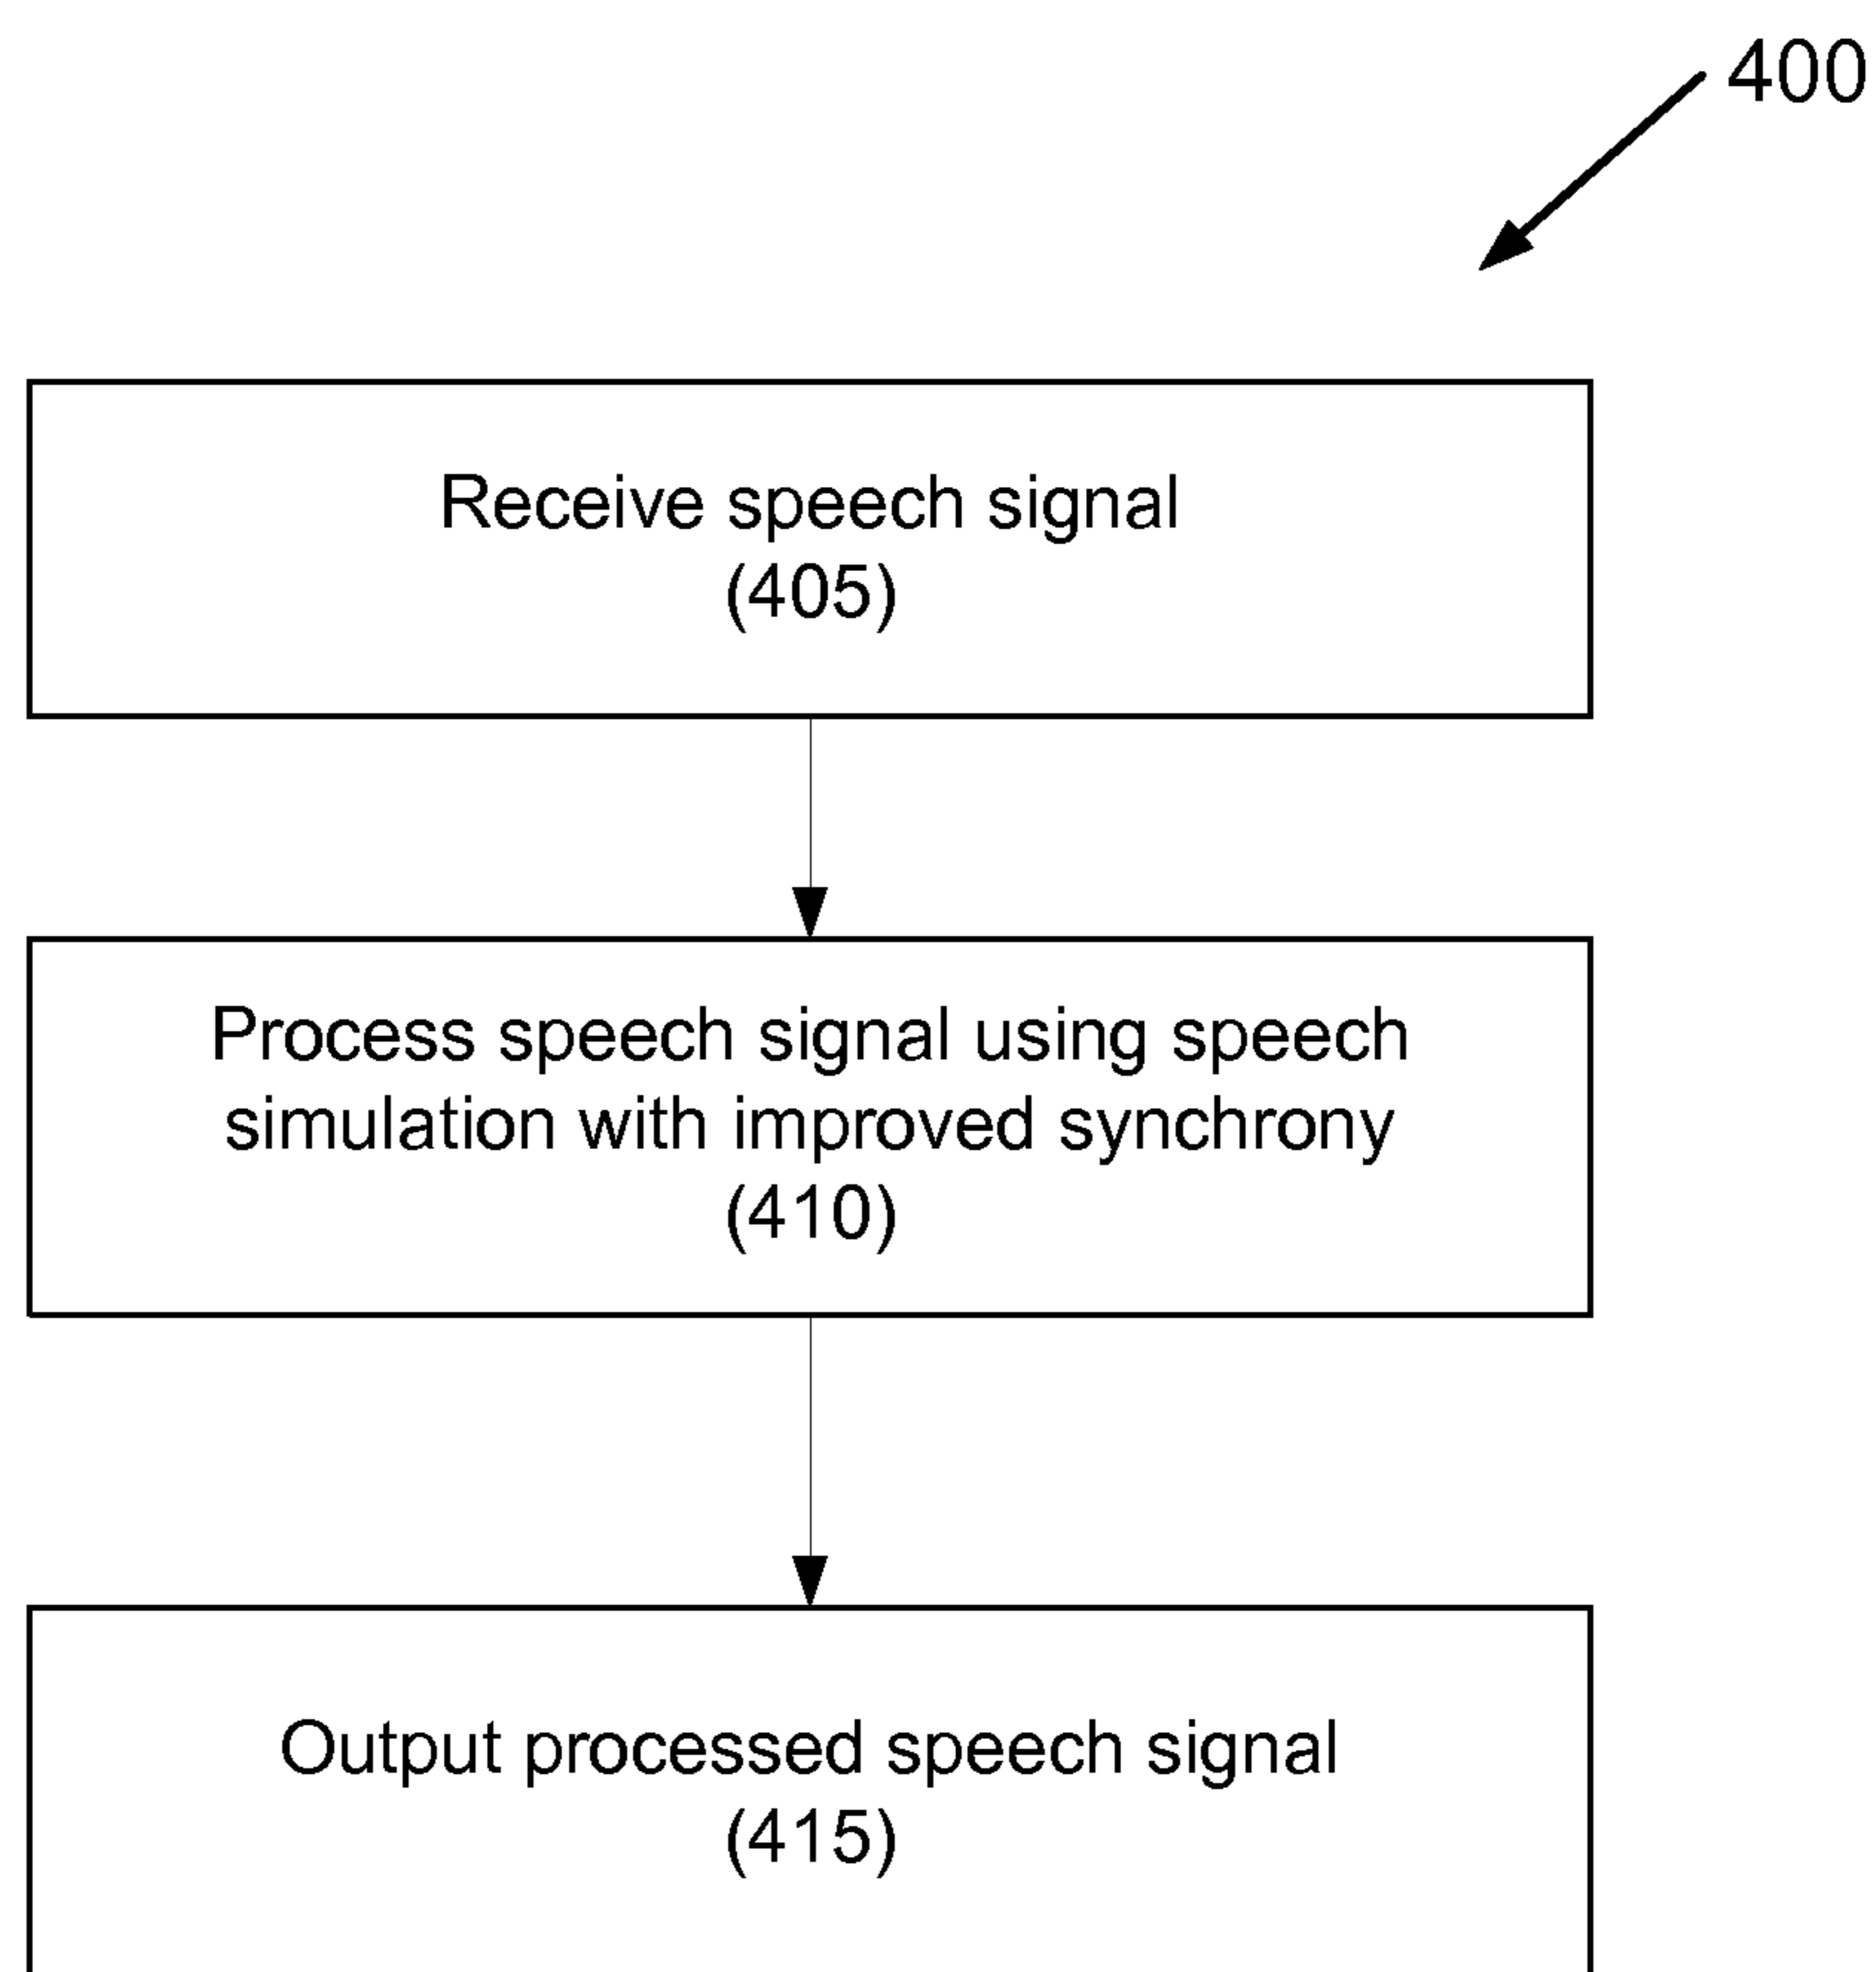 400
Receive speech signal
(405)
Process speech signal using speech
simulation with improved synchrony
(410)
Output processed speech signal
(415)